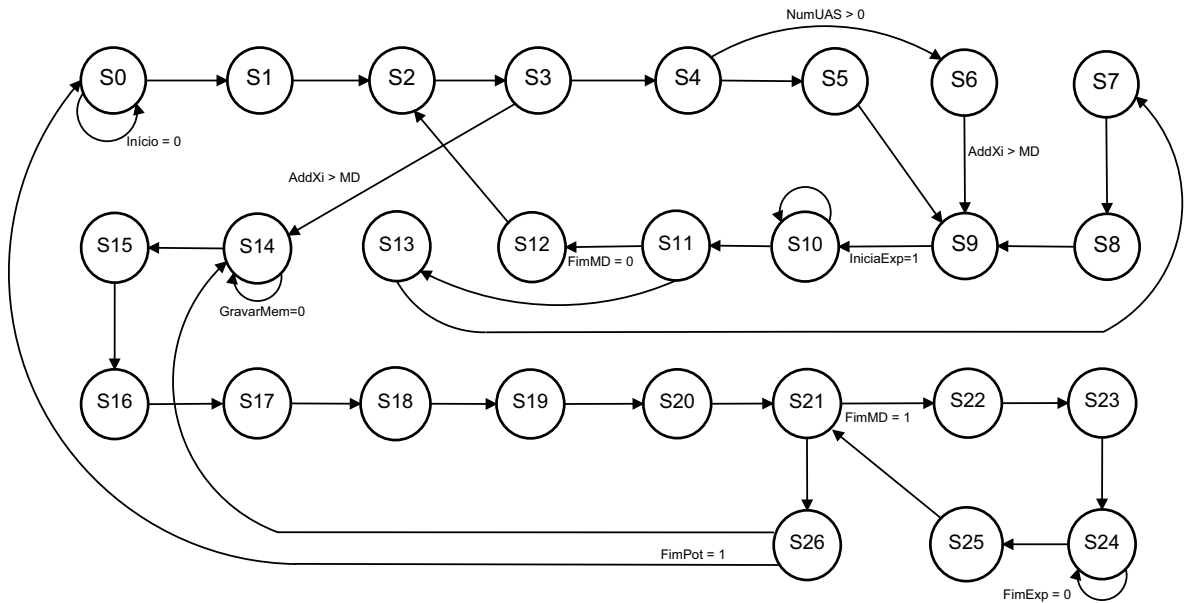 NumUAS > 0
S0
S1
S2
S3
S4
S5
S6
S7
Início = 0
AddXi > MD
AddXi > MD
S15
S14
S13
S12
S11
S10
S9
S8
FimMD = 0
IniciaExp=1
GravarMem=0
S16
S17
S18
S19
S20
S21
S22
S23
FimMD = 1
S26
S25
S24
FimPot = 1
FimExp = 0